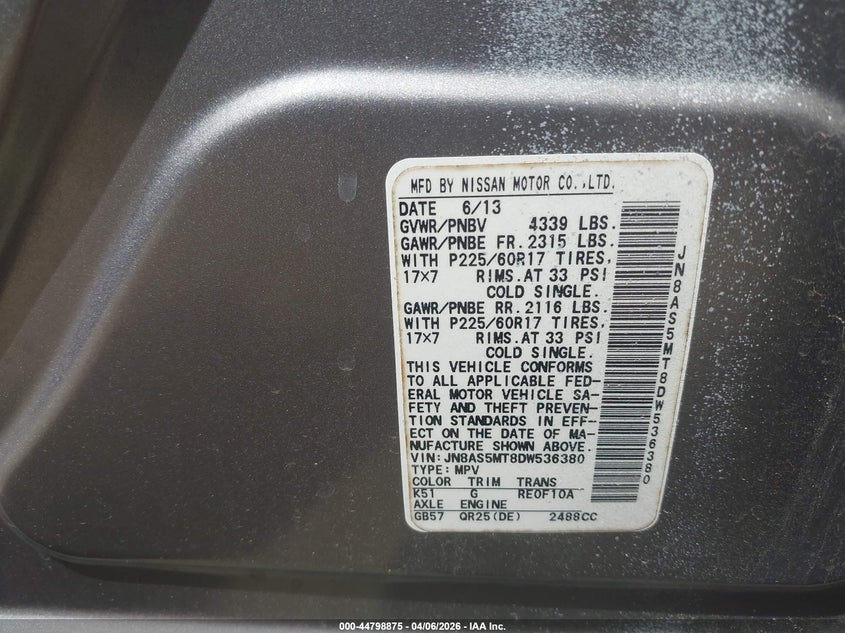 MFD BY NISSAN MOTOR CO.,LTD.
DATE 6/13
GVWR/PNBV 4339 LBS.
GAWR/PNBE FR. 2315 LBS.
WITH P225/60R17 TIRES,
17×7 RIMS. AT 33 PSI
COLD SINGLE.
GAWR/PNBE RR. 2116 LBS.
WITH P225/60R17 TIRES,
17×7 RIMS. AT 33 PSI
COLD SINGLE.
THIS VEHICLE CONFORMS
TO ALL APPLICABLE FED-
ERAL MOTOR VEHICLE SA-
FETY AND THEFT PREVEN-
TION STANDARDS IN EFF-
ECT ON THE DATE OF MA-
NUFACTURE SHOWN ABOVE.
VIN:JN8AS5MT8DW536380
TYPE: MPV
COLOR TRIM TRANS
K51 G RE0F10A
AXLE ENGINE
GB57 QR25(DE) 2488CC
JN8AS5MT8DW536380
000-44798875 - 04/06/2026 - IAA Inc.